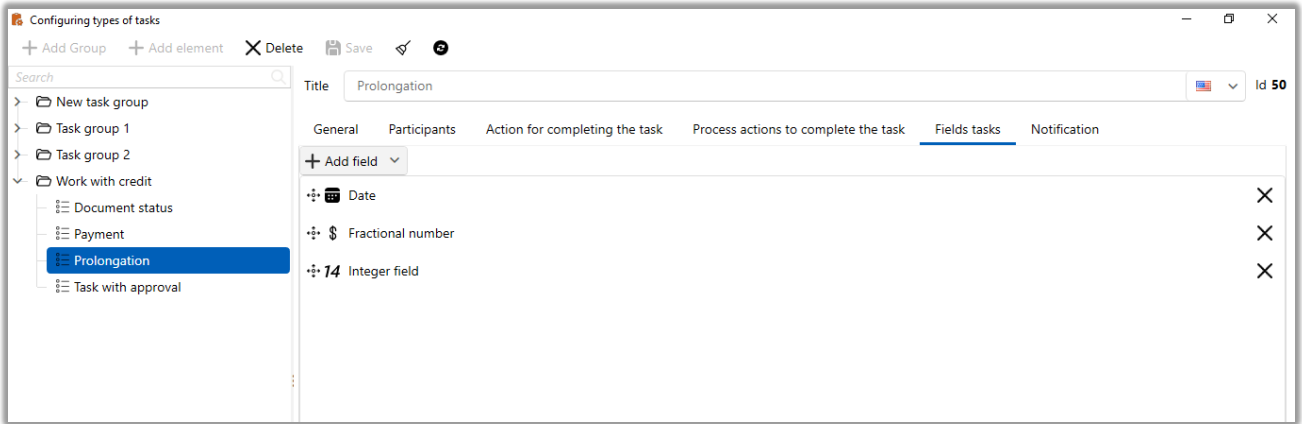 Configuring types of tasks
Add Group Add element Delete Save
Search
New task group
Task group 1
Task group 2
Work with credit
Document status
Payment
Prolongation
Task with approval
Title Prolongation Id 50
General Participants Action for completing the task Process actions to complete the task Fields tasks Notification
Add field
Date
$ Fractional number
14 Integer field